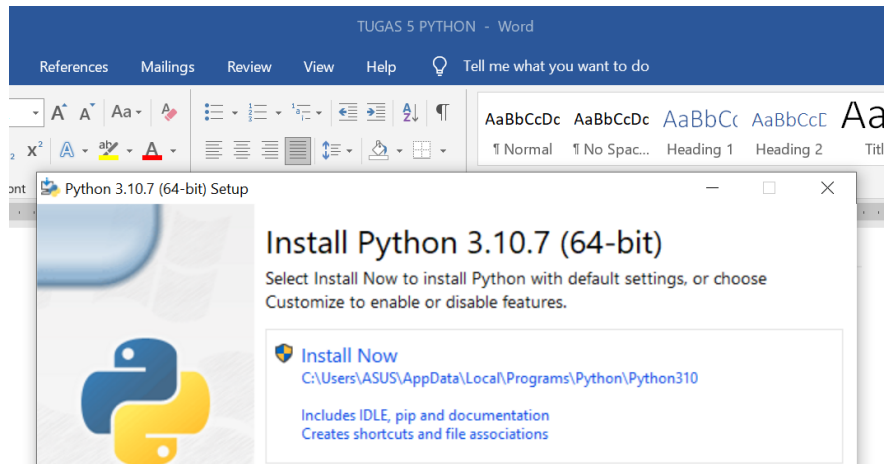 TUGAS 5 PYTHON - Word
References Mailings Review View Help Tell me what you want to do
AaBbCcDc AaBbCcDc AaBbCc AaBbCcE Aa
¶ Normal ¶ No Spac... Heading 1 Heading 2 Titl
ont
Python 3.10.7 (64-bit) Setup
Install Python 3.10.7 (64-bit)
Select Install Now to install Python with default settings, or choose
Customize to enable or disable features.
Install Now
C:\Users\ASUS\AppData\Local\Programs\Python\Python310
Includes IDLE, pip and documentation
Creates shortcuts and file associations